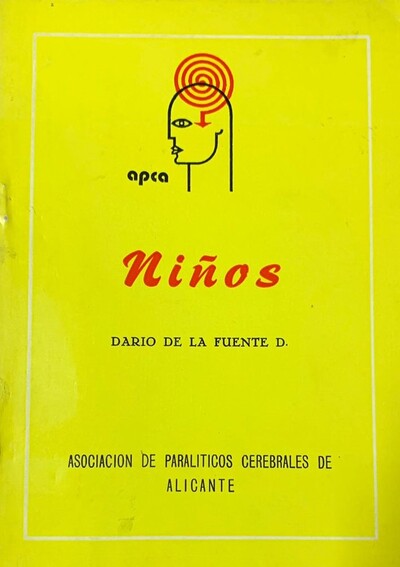 apca
Niños
DARIO DE LA FUENTE D.
ASOCIACION DE PARALITICOS CEREBRALES DE
ALICANTE